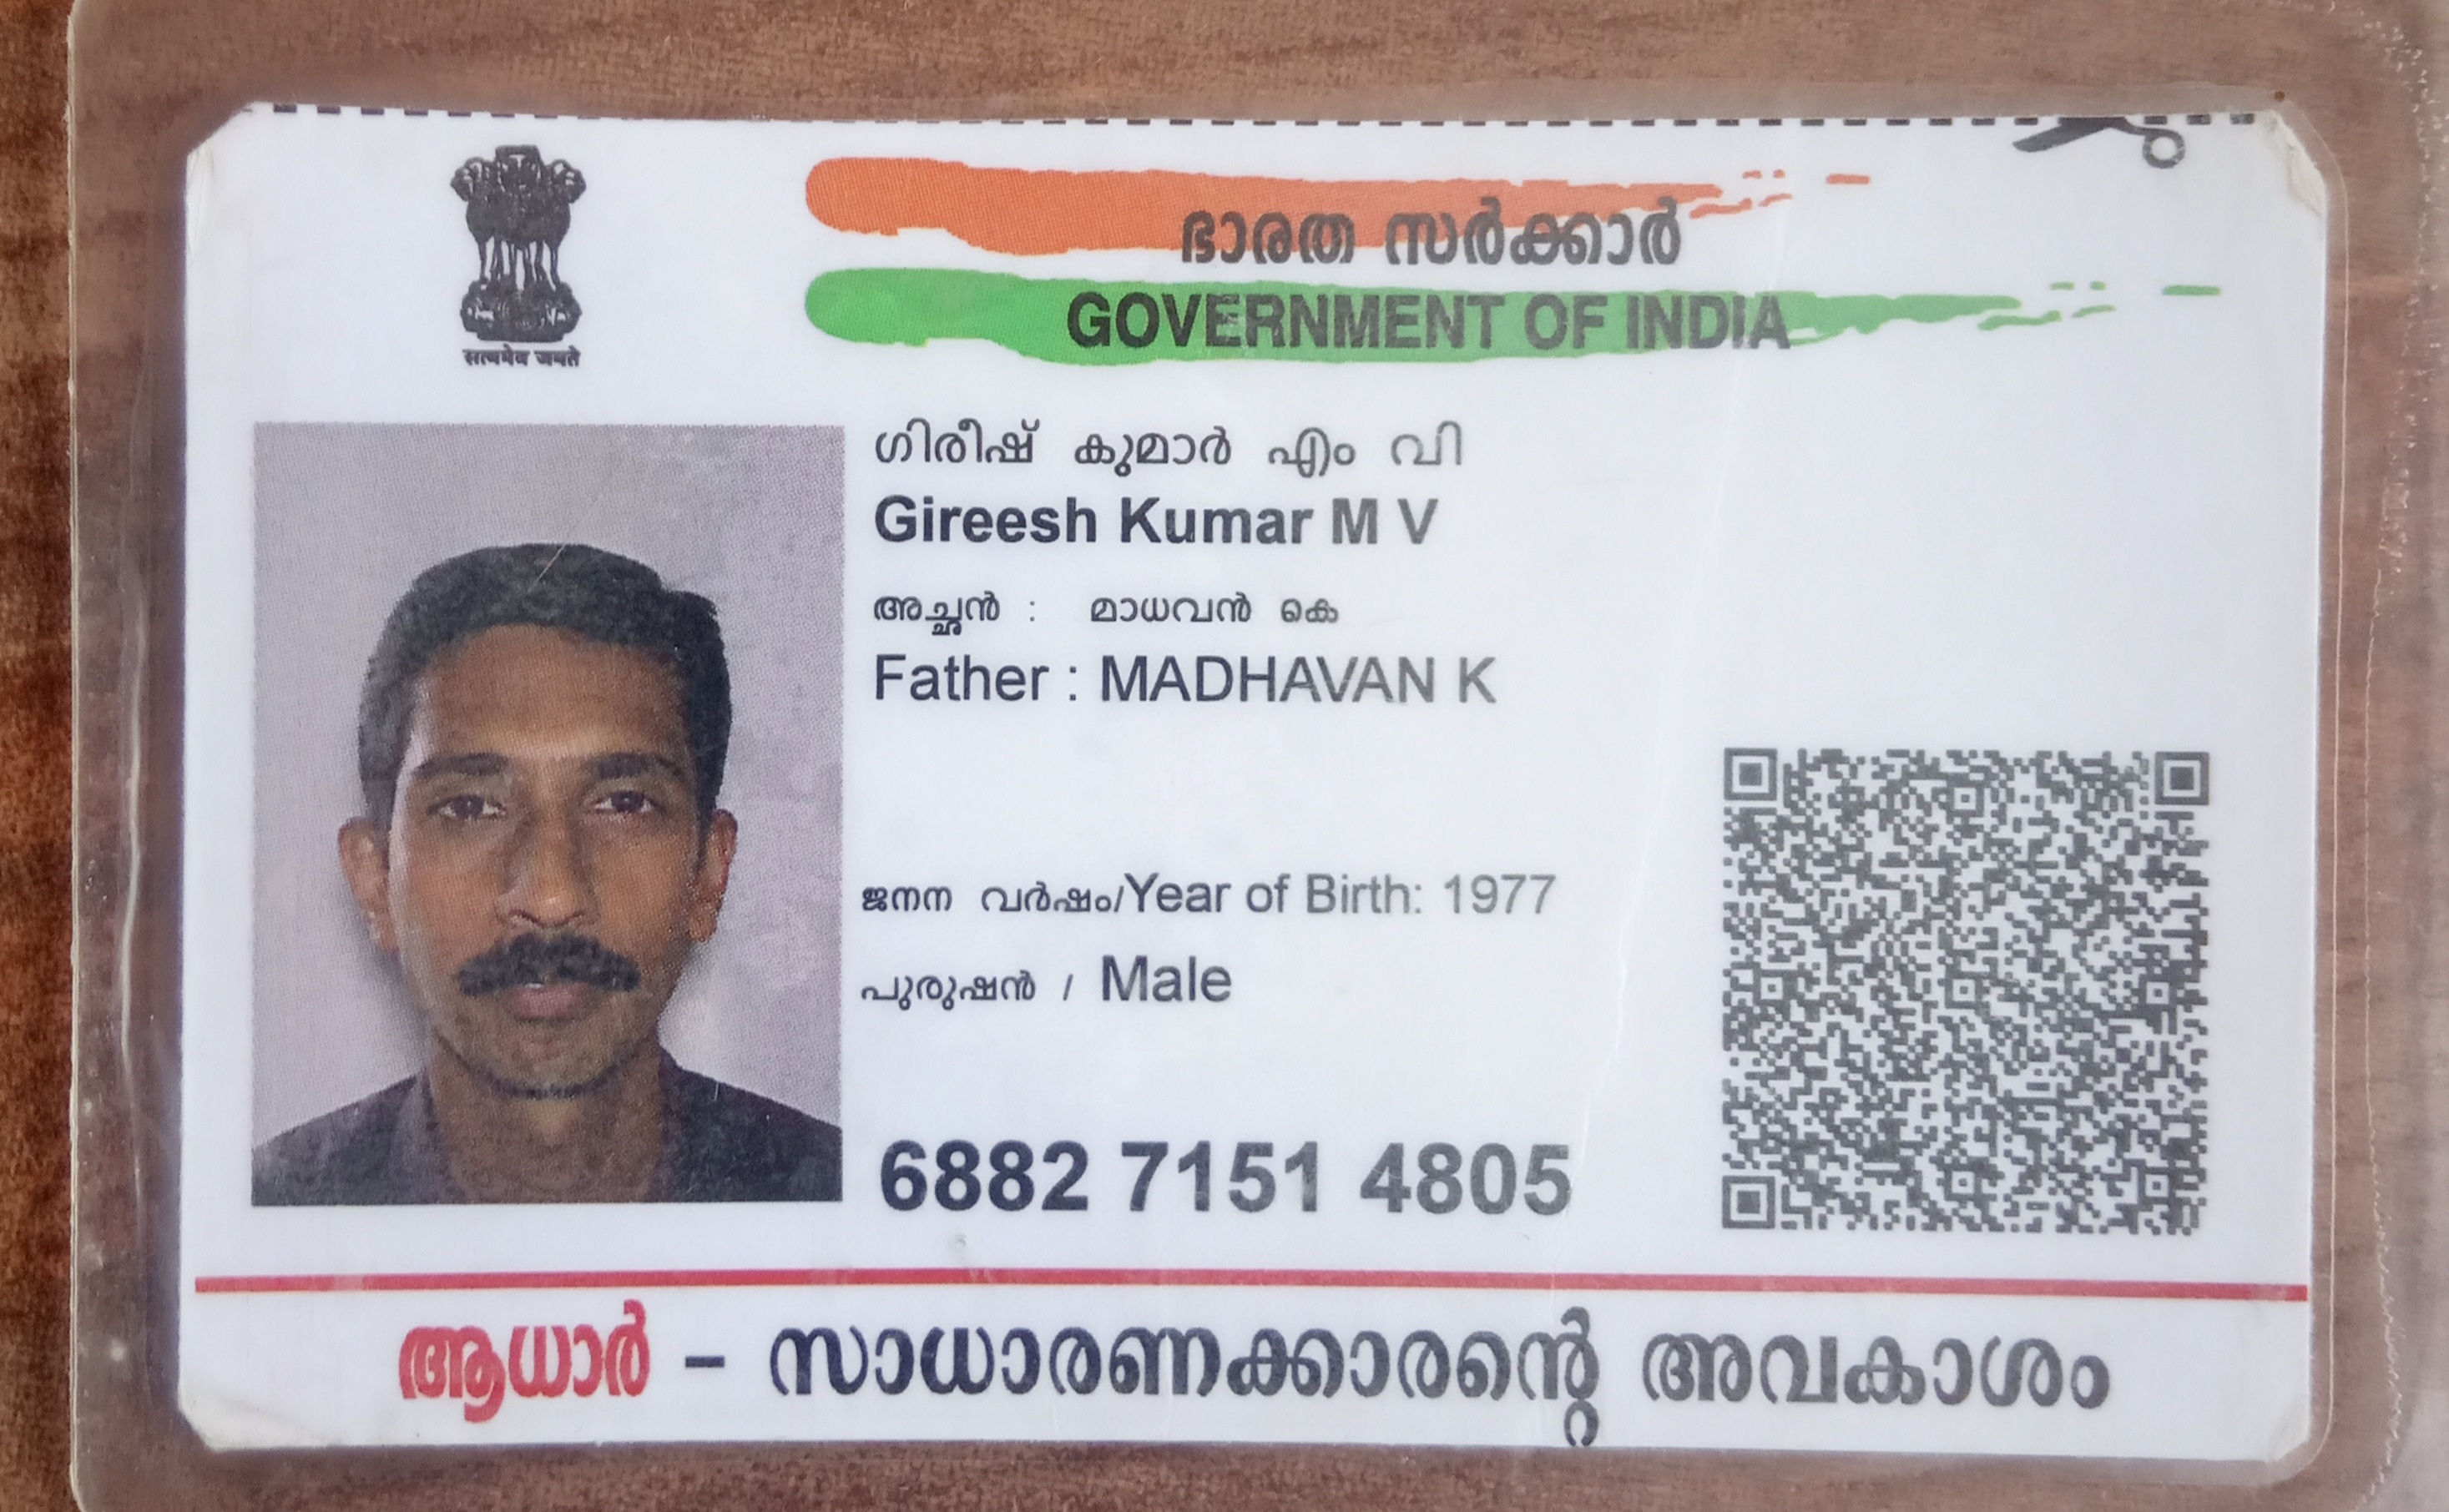 सत्यमेव जयते
ഭാരത സർക്കാർ
GOVERNMENT OF INDIA
ഗിരീഷ് കുമാർ എം വി
Gireesh Kumar M V
അച്ഛൻ : മാധവൻ കെ
Father : MADHAVAN K
ജനന വർഷം/Year of Birth: 1977
പുരുഷൻ / Male
6882 7151 4805
ആധാർ – സാധാരണക്കാരന്റെ അവകാശം